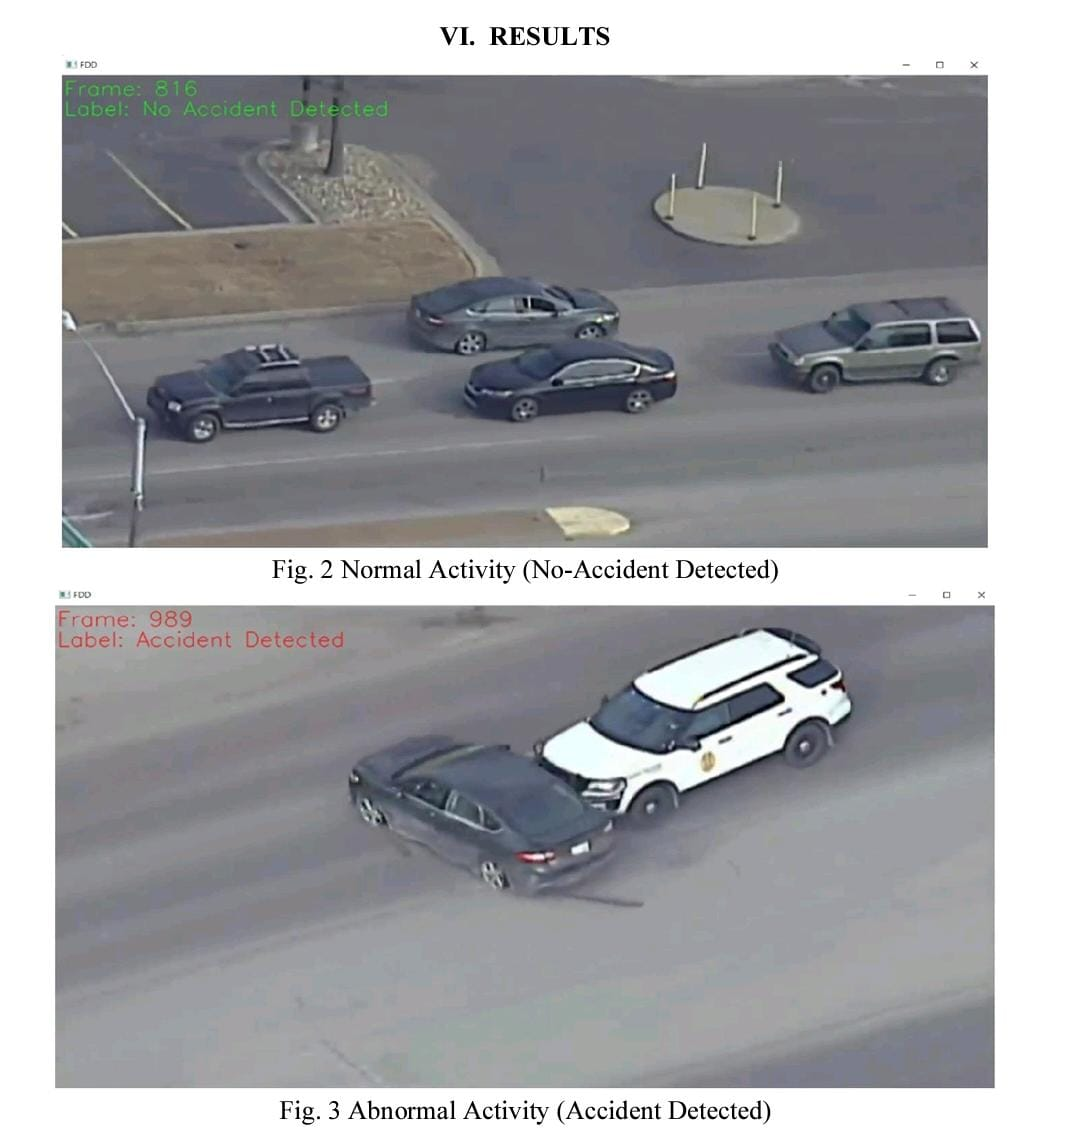 VI. RESULTS
FDD
Frame: 816
Label: No Accident Detected
Fig. 2 Normal Activity (No-Accident Detected)
FDD
Frame: 989
Label: Accident Detected
Fig. 3 Abnormal Activity (Accident Detected)